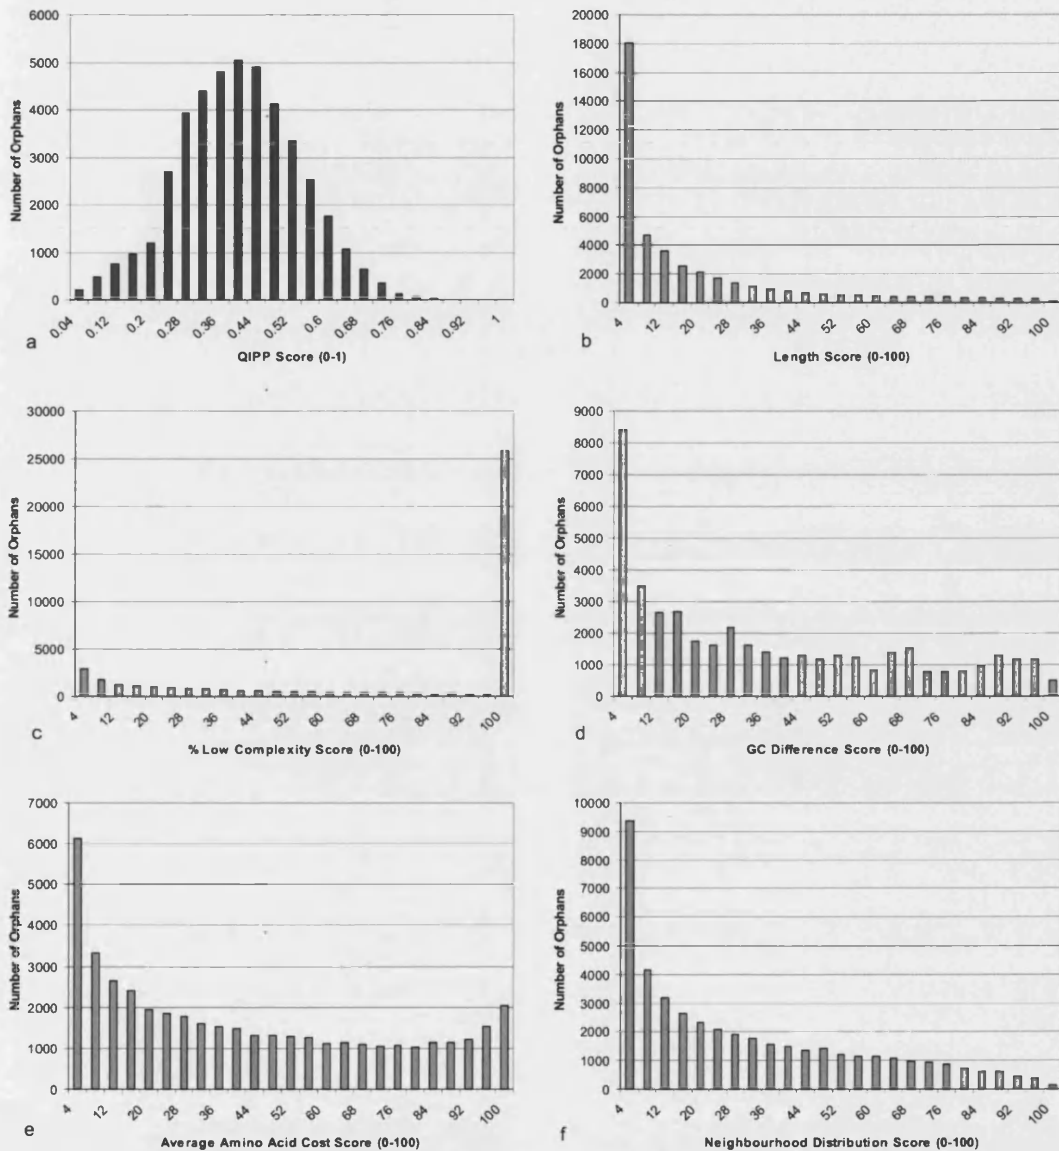 6000
5000
4000
3000
2000
1000
0
Number of Orphans
0.04 0.12 0.2 0.28 0.36 0.44 0.52 0.6 0.68 0.76 0.84 0.92 1
a
QIPP Score (0-1)
20000
18000
16000
14000
12000
10000
8000
6000
4000
2000
0
Number of Orphans
4 12 20 28 36 44 52 60 68 76 84 92 100
b
Length Score (0-100)
30000
25000
20000
15000
10000
5000
0
Number of Orphans
4 12 20 28 36 44 52 60 68 76 84 92 100
c
% Low Complexity Score (0-100)
9000
8000
7000
6000
5000
4000
3000
2000
1000
0
Number of Orphans
4 12 20 28 36 44 52 60 68 76 84 92 100
d
GC Difference Score (0-100)
7000
6000
5000
4000
3000
2000
1000
0
Number of Orphans
4 12 20 28 36 44 52 60 68 76 84 92 100
e
Average Amino Acid Cost Score (0-100)
10000
9000
8000
7000
6000
5000
4000
3000
2000
1000
0
Number of Orphans
4 12 20 28 36 44 52 60 68 76 84 92 100
f
Neighbourhood Distribution Score (0-100)